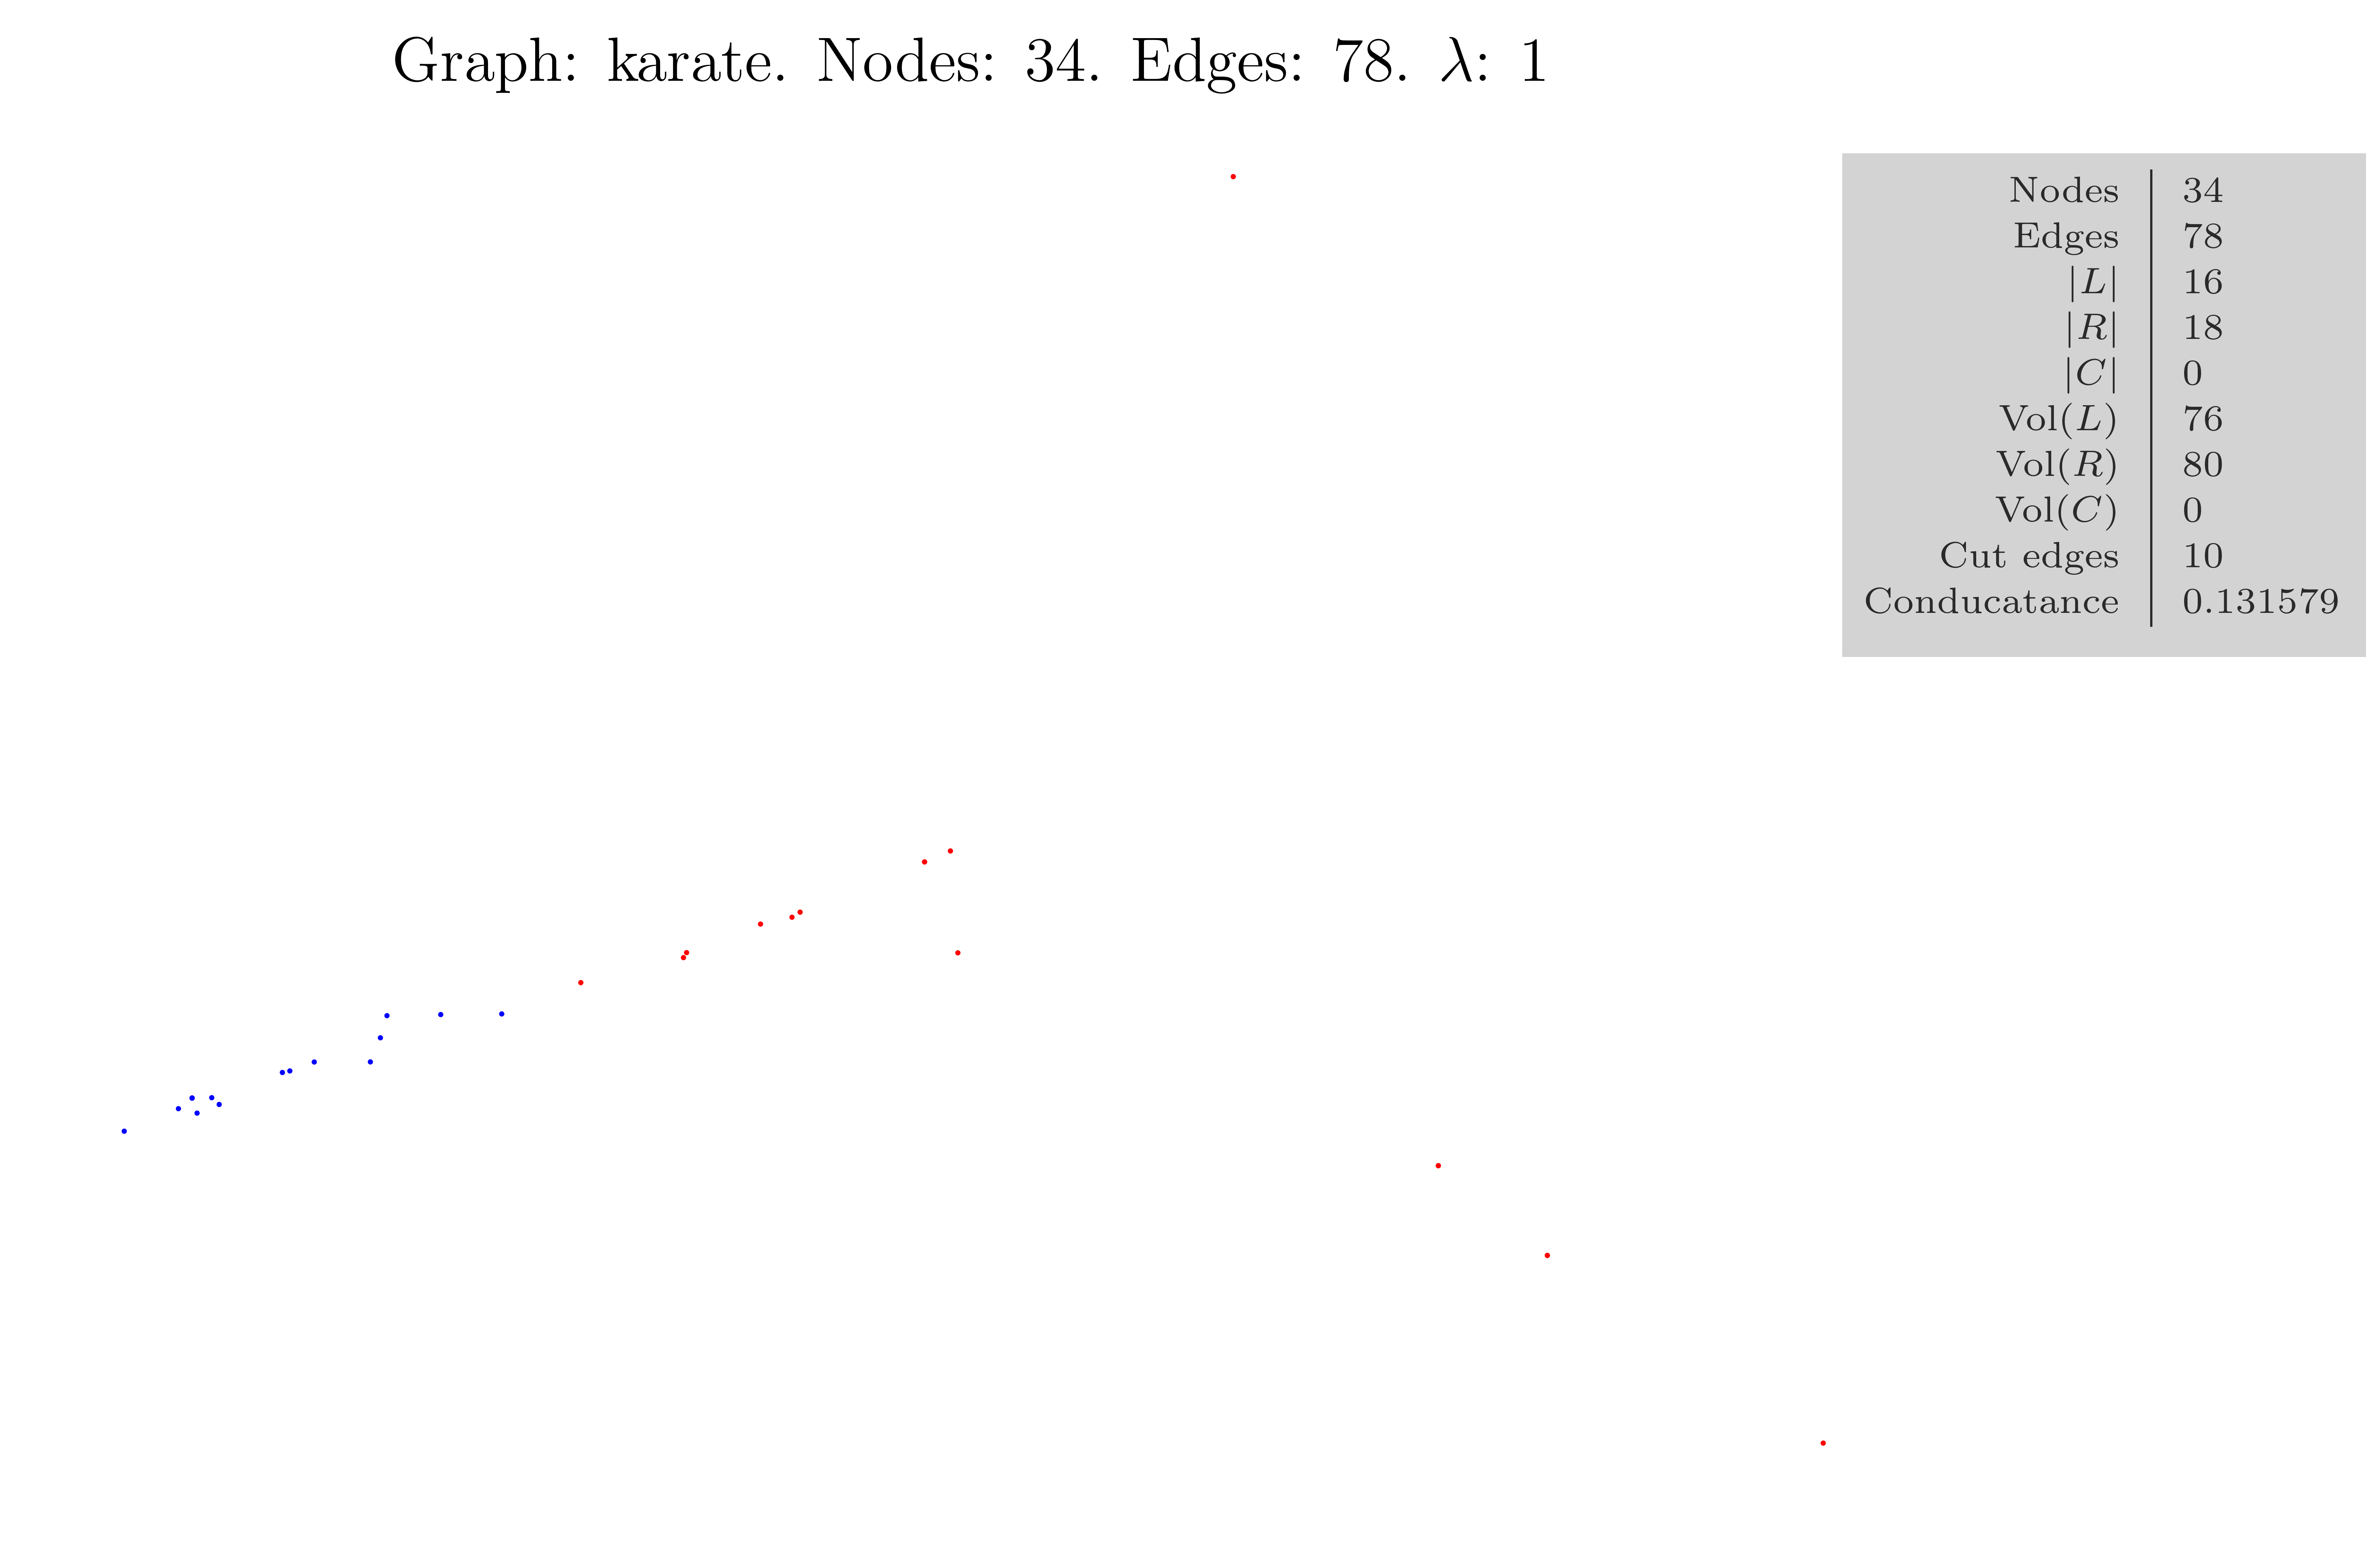 Graph: karate. Nodes: 34. Edges: 78. λ: 1
Nodes 34
Edges 78
|L| 16
|R| 18
|C| 0
Vol(L) 76
Vol(R) 80
Vol(C) 0
Cut edges 10
Conducatance 0.131579